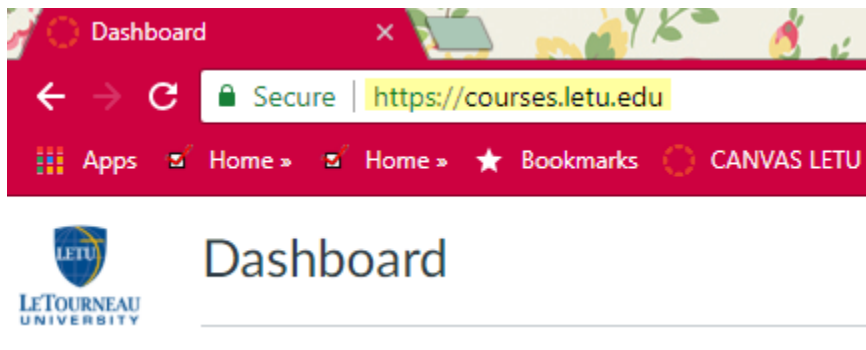 Dashboard
Secure | https://courses.letu.edu
Apps Home » Home » Bookmarks CANVAS LETU
LETU
LETOURNEAU
UNIVERSITY
Dashboard